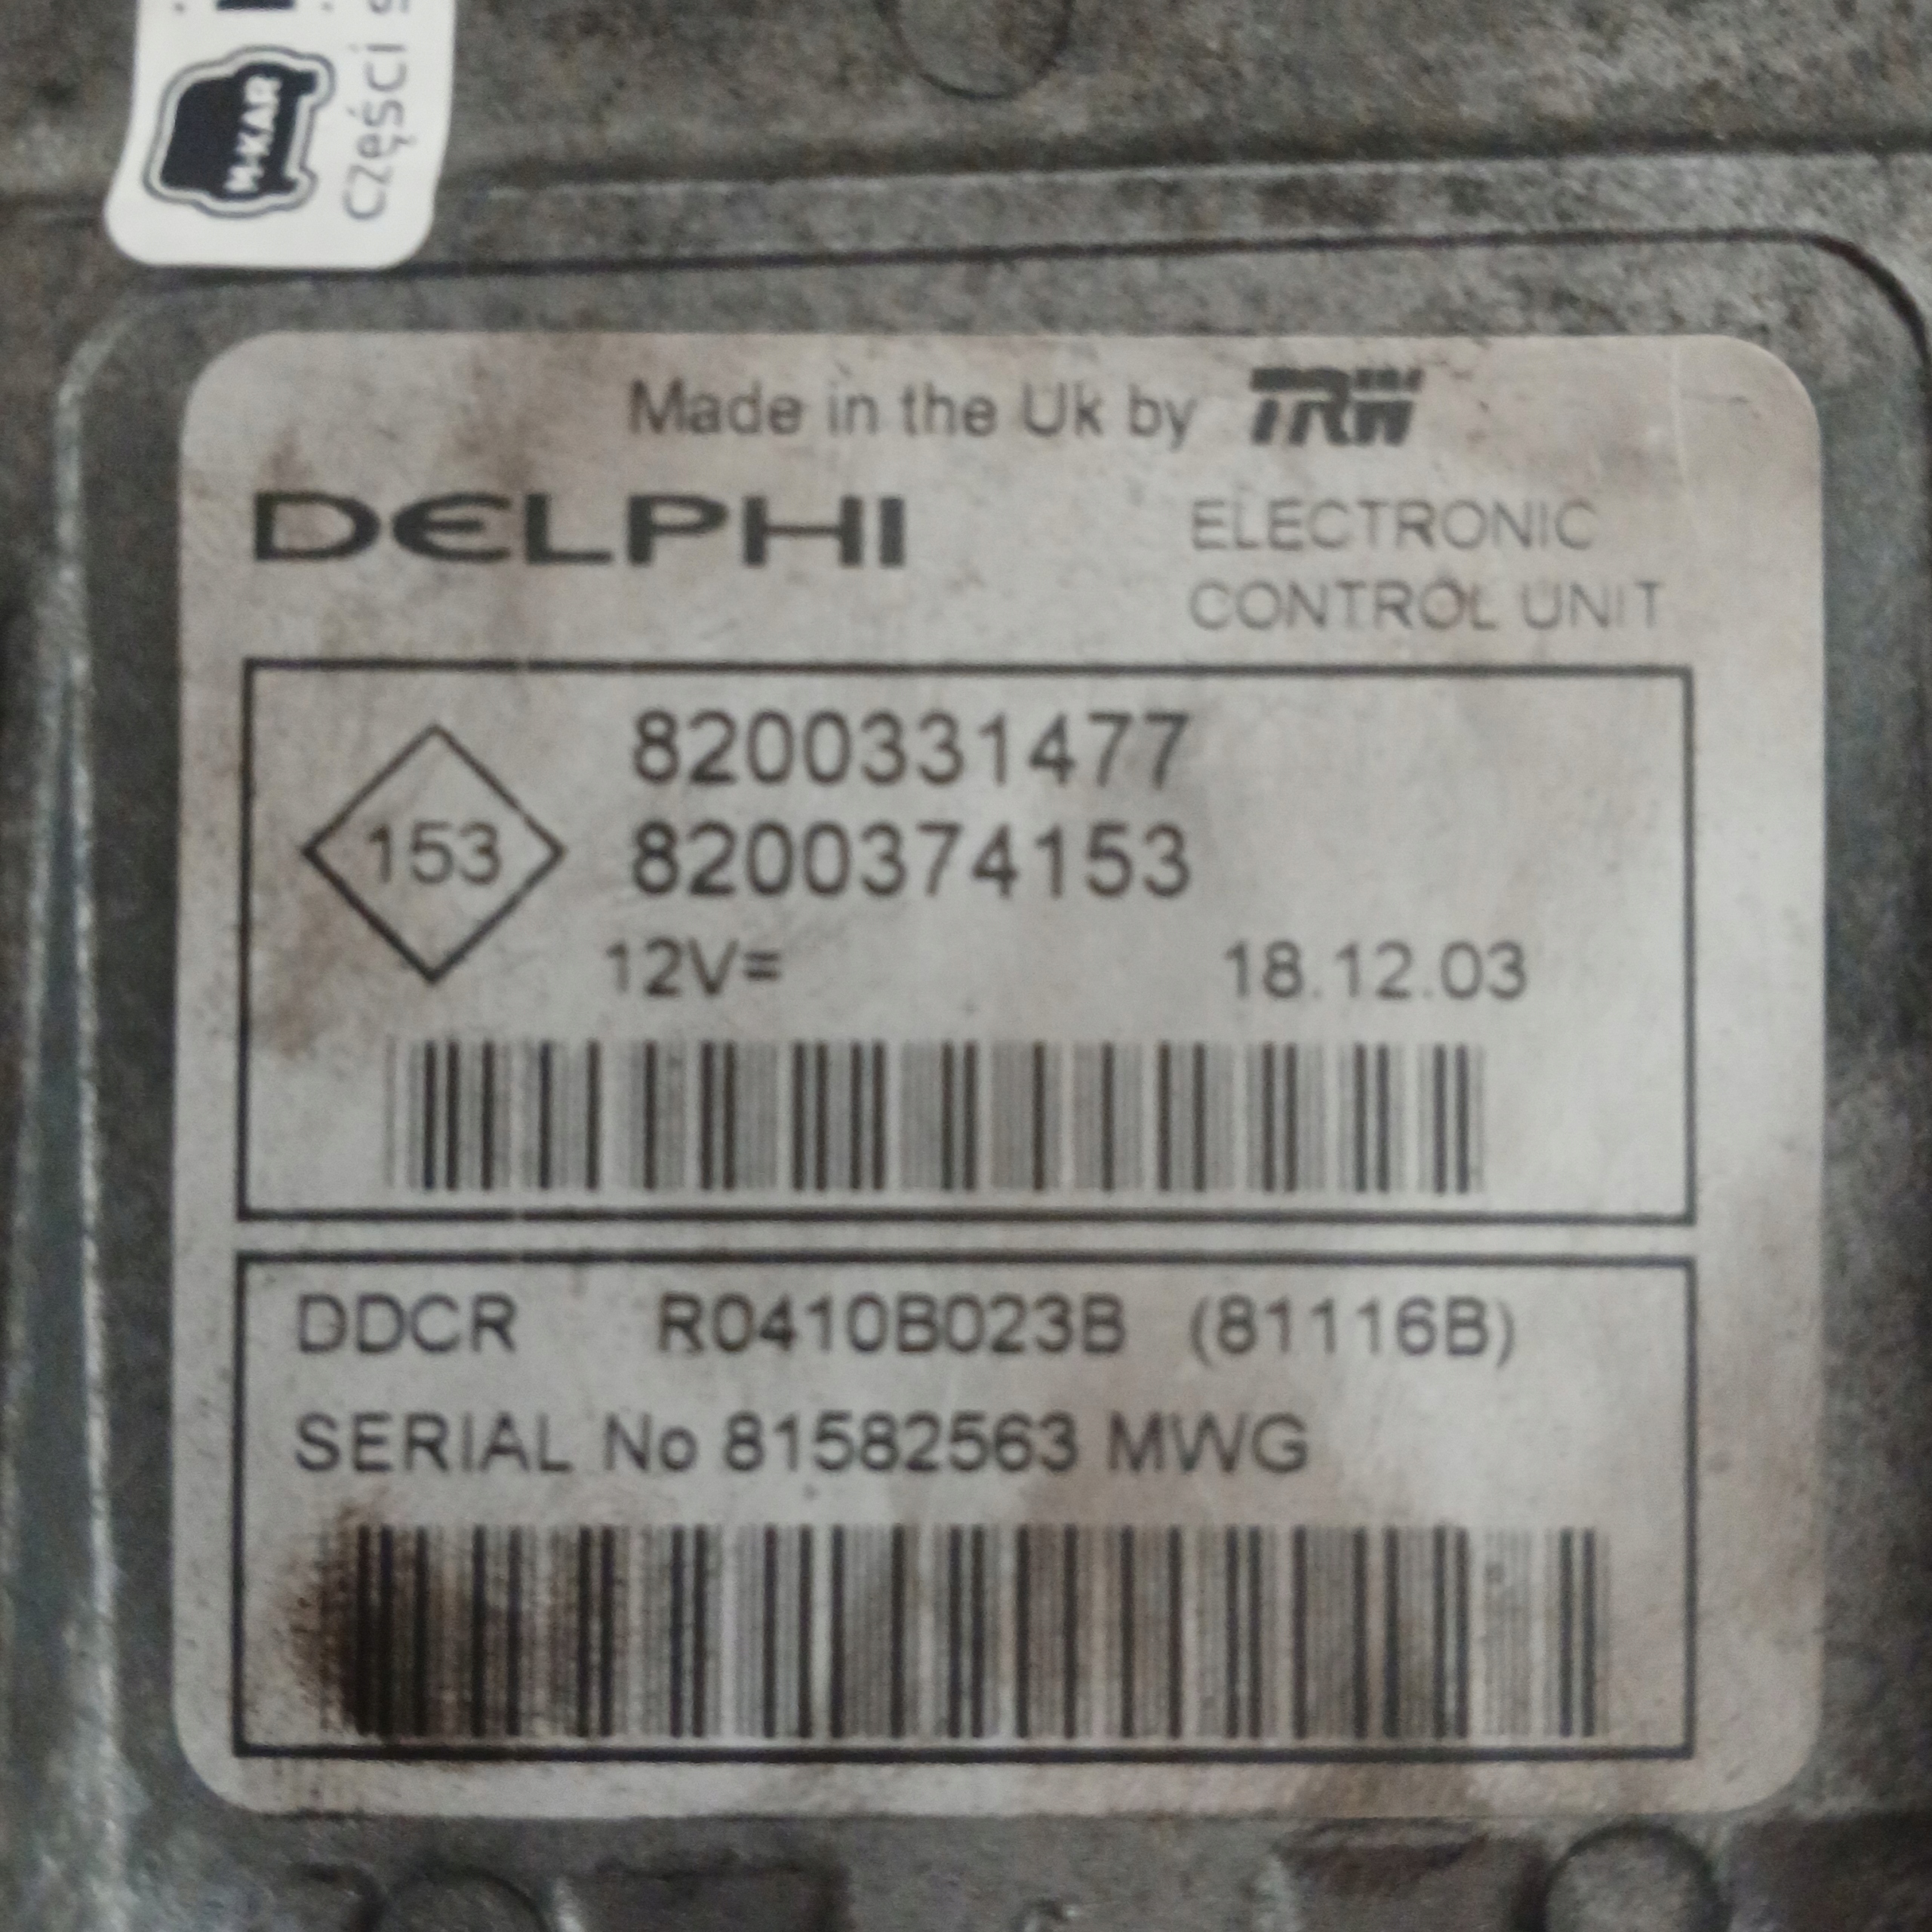 M-KAR
części
Made in the Uk by TRW
DELPHI
ELECTRONIC
CONTROL UNIT
153
8200331477
8200374153
12V=
18.12.03
DDCR R0410B023B (81116B)
SERIAL No 81582563 MWG